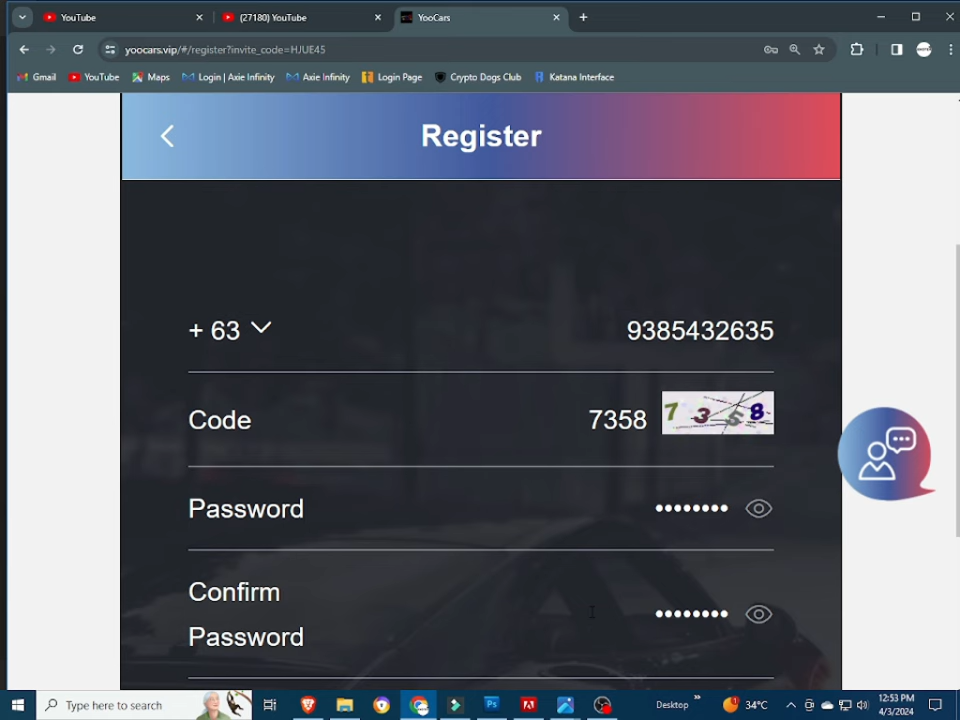 YouTube
(27180) YouTube
YooCars
yoocars.vip/#/register?invite_code=HJUE45
Gmail
YouTube
Maps
Login | Axie Infinity
Axie Infinity
Login Page
Crypto Dogs Club
Katana Interface
Register
+ 63
9385432635
Code
7358
7358
Password
Confirm
Password
Type here to search
Ps
Desktop
34°C
12:53 PM
4/3/2024